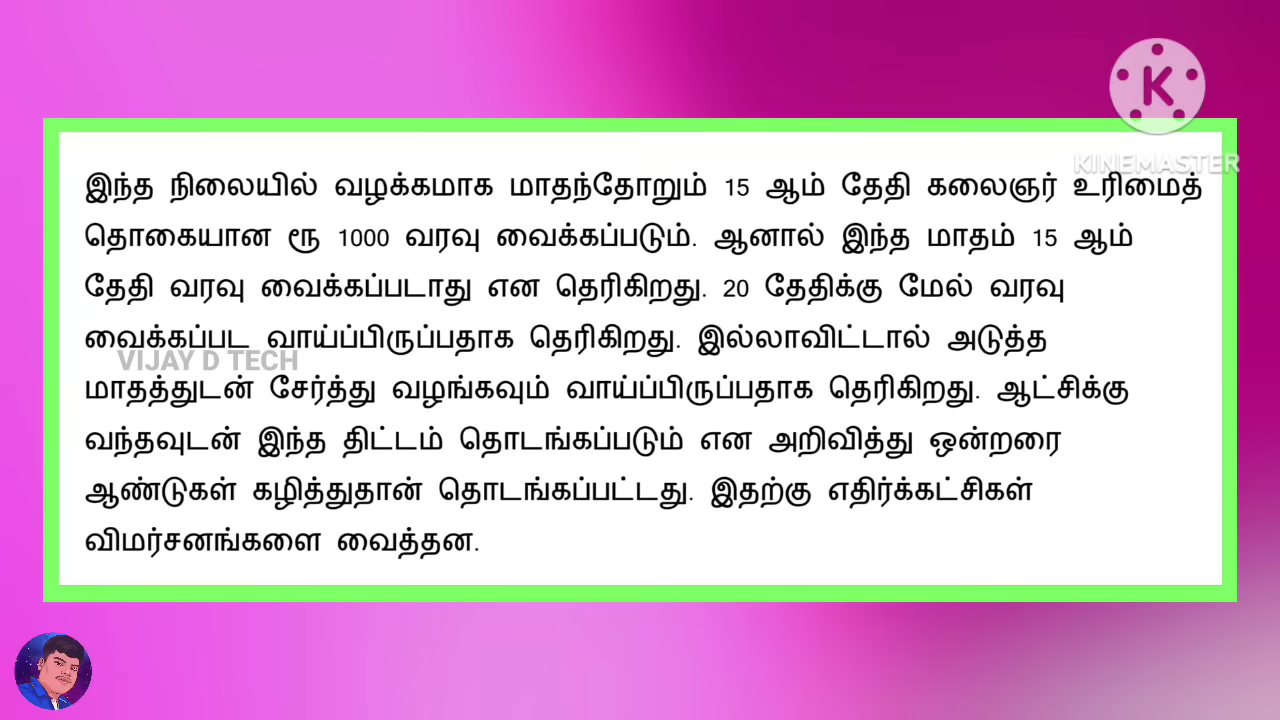 KINEMASTER
இந்த நிலையில் வழக்கமாக மாதந்தோறும் 15 ஆம் தேதி கலைஞர் உரிமைத்
தொகையான ரூ 1000 வரவு வைக்கப்படும். ஆனால் இந்த மாதம் 15 ஆம்
தேதி வரவு வைக்கப்படாது என தெரிகிறது. 20 தேதிக்கு மேல் வரவு
வைக்கப்பட வாய்ப்பிருப்பதாக தெரிகிறது. இல்லாவிட்டால் அடுத்த
VIJAY D TECH
மாதத்துடன் சேர்த்து வழங்கவும் வாய்ப்பிருப்பதாக தெரிகிறது. ஆட்சிக்கு
வந்தவுடன் இந்த திட்டம் தொடங்கப்படும் என அறிவித்து ஒன்றரை
ஆண்டுகள் கழித்துதான் தொடங்கப்பட்டது. இதற்கு எதிர்க்கட்சிகள்
விமர்சனங்களை வைத்தன.